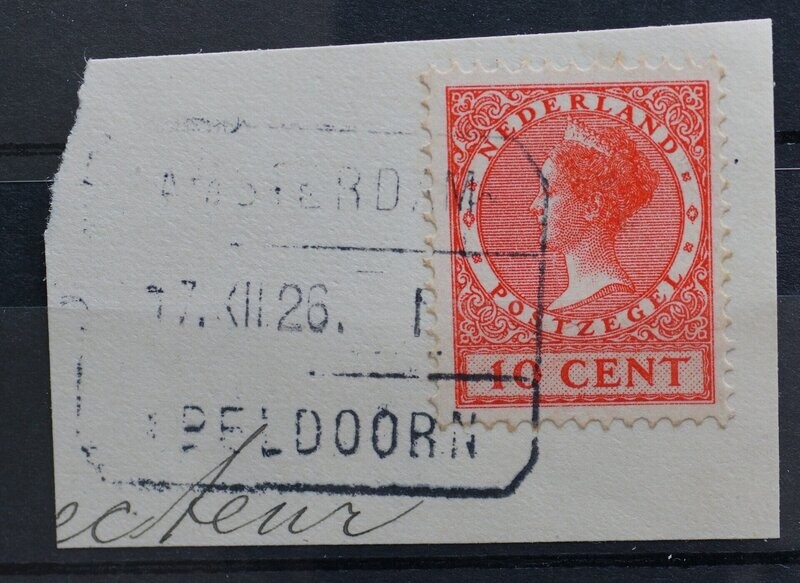 NEDERLAND
POSTZEGEL
10 CENT
AMSTERDAM
17.XII.26. I
APELDOORN
ecteur